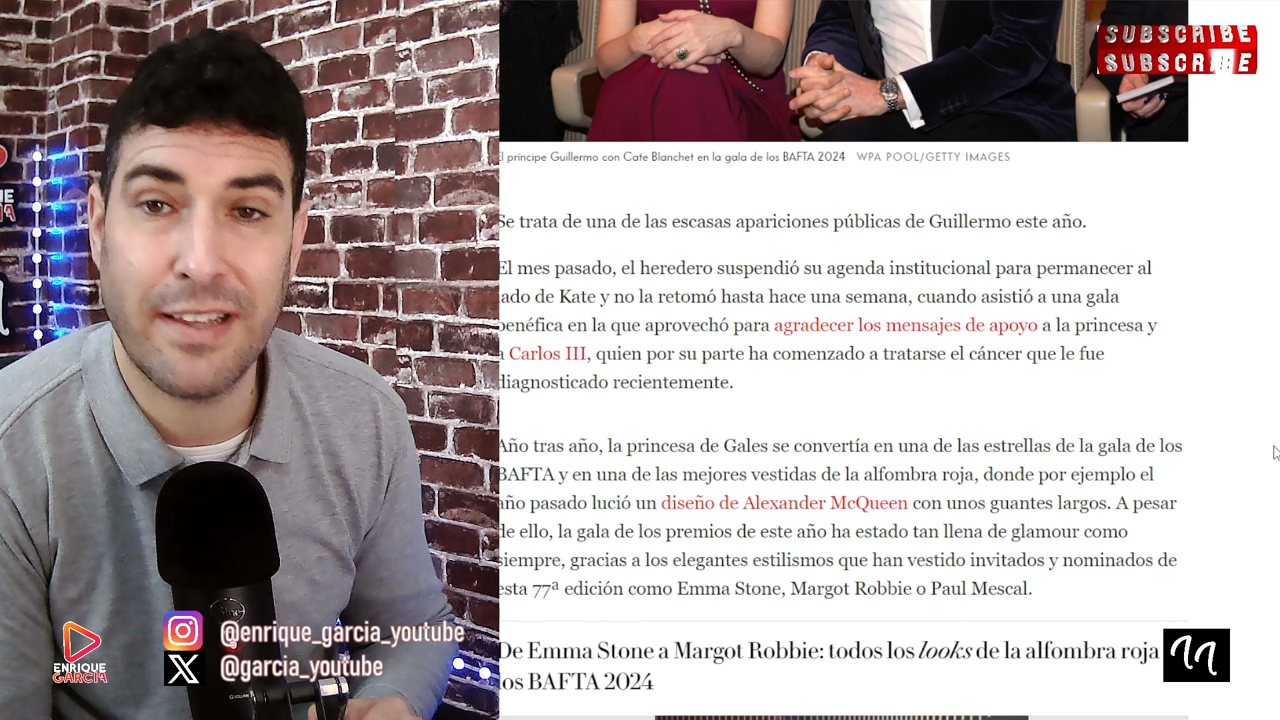 SUBSCRIBE
SUBSCRIBE
l príncipe Guillermo con Cate Blanchet en la gala de los BAFTA 2024 WPA POOL/GETTY IMAGES
Se trata de una de las escasas apariciones públicas de Guillermo este año.
El mes pasado, el heredero suspendió su agenda institucional para permanecer al
lado de Kate y no la retomó hasta hace una semana, cuando asistió a una gala
benéfica en la que aprovechó para agradecer los mensajes de apoyo a la princesa y
a Carlos III, quien por su parte ha comenzado a tratarse el cáncer que le fue
diagnosticado recientemente.
Año tras año, la princesa de Gales se convertía en una de las estrellas de la gala de los
BAFTA y en una de las mejores vestidas de la alfombra roja, donde por ejemplo el
año pasado lució un diseño de Alexander McQueen con unos guantes largos. A pesar
de ello, la gala de los premios de este año ha estado tan llena de glamour como
siempre, gracias a los elegantes estilismos que han vestido invitados y nominados de
esta 77ª edición como Emma Stone, Margot Robbie o Paul Mescal.
De Emma Stone a Margot Robbie: todos los looks de la alfombra roja
los BAFTA 2024
@enrique_garcia_youtube
@garcia_youtube
ENRIQUE
GARCIA